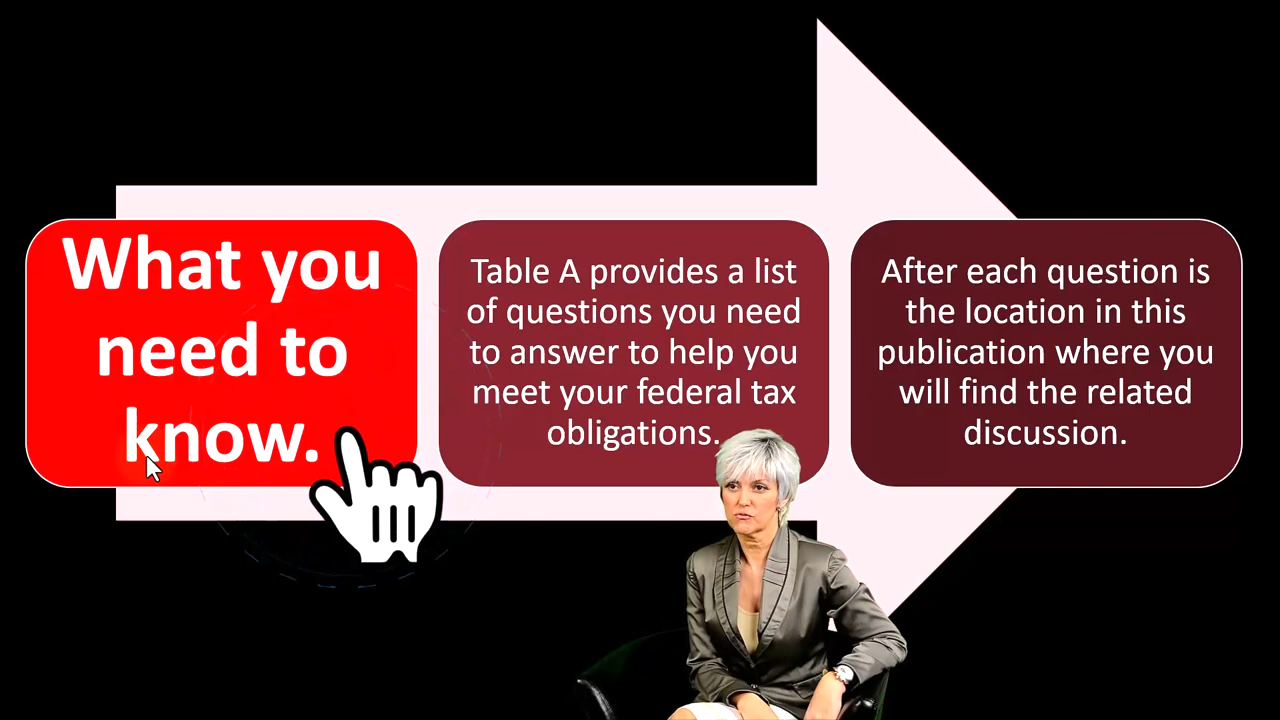 What you
need to
know.
Table A provides a list
of questions you need
to answer to help you
meet your federal tax
obligations.
After each question is
the location in this
publication where you
will find the related
discussion.